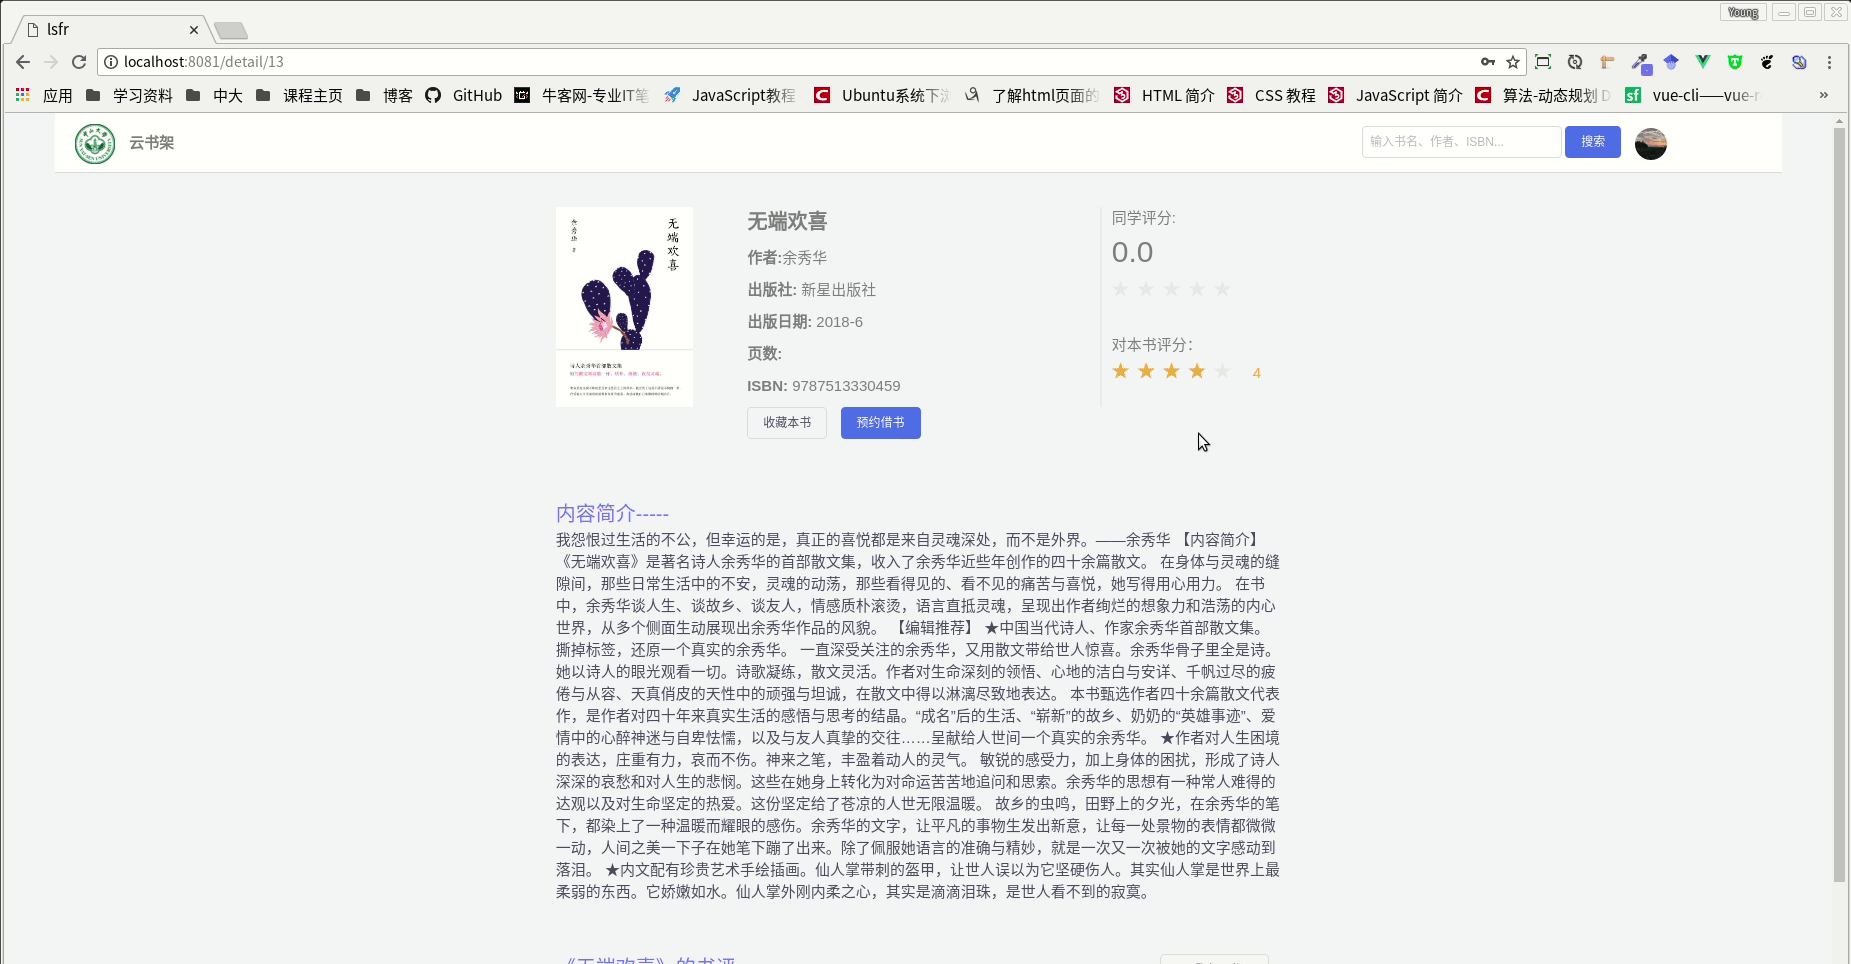 Young
lsfr
localhost:8081/detail/13
应用 学习资料 中大 课程主页 博客 GitHub 牛客网-专业IT笔 JavaScript教程 Ubuntu系统下 了解html页面的 HTML 简介 CSS 教程 JavaScript 简介 算法-动态规划 D vue-cli——vue-r »
云书架
输入书名、作者、ISBN...
搜索
无端欢喜
余秀华 著
无端欢喜
作者:余秀华
出版社: 新星出版社
出版日期: 2018-6
页数:
ISBN: 9787513330459
收藏本书
预约借书
同学评分:
0.0
对本书评分:
4
诗人余秀华首部散文集
内容简介-----
我怨恨过生活的不公，但幸运的是，真正的喜悦都是来自灵魂深处，而不是外界。——余秀华 【内容简介】
《无端欢喜》是著名诗人余秀华的首部散文集，收入了余秀华近些年创作的四十余篇散文。 在身体与灵魂的缝
隙间，那些日常生活中的不安，灵魂的动荡，那些看得见的、看不见的痛苦与喜悦，她写得用心用力。 在书
中，余秀华谈人生、谈故乡、谈友人，情感质朴滚烫，语言直抵灵魂，呈现出作者绚烂的想象力和浩荡的内心
世界，从多个侧面生动展现出余秀华作品的风貌。 【编辑推荐】 ★中国当代诗人、作家余秀华首部散文集。
撕掉标签，还原一个真实的余秀华。 一直深受关注的余秀华，又用散文带给世人惊喜。余秀华骨子里全是诗。
她以诗人的眼光观看一切。诗歌凝练，散文灵活。作者对生命深刻的领悟、心地的洁白与安详、千帆过尽的疲
倦与从容、天真俏皮的天性中的顽强与坦诚，在散文中得以淋漓尽致地表达。 本书甄选作者四十余篇散文代表
作，是作者对四十年来真实生活的感悟与思考的结晶。“成名”后的生活、“崭新”的故乡、奶奶的“英雄事迹”、爱
情中的心醉神迷与自卑怯懦，以及与友人真挚的交往……呈献给人世间一个真实的余秀华。 ★作者对人生困境
的表达，庄重有力，哀而不伤。神来之笔，丰盈着动人的灵气。 敏锐的感受力，加上身体的困扰，形成了诗人
深深的哀愁和对人生的悲悯。这些在她身上转化为对命运苦苦地追问和思索。余秀华的思想有一种常人难得的
达观以及对生命坚定的热爱。这份坚定给了苍凉的人世无限温暖。 故乡的虫鸣，田野上的夕光，在余秀华的笔
下，都染上了一种温暖而耀眼的感伤。余秀华的文字，让平凡的事物生发出新意，让每一处景物的表情都微微
一动，人间之美一下子在她笔下蹦了出来。除了佩服她语言的准确与精妙，就是一次又一次被她的文字感动到
落泪。 ★内文配有珍贵艺术手绘插画。仙人掌带刺的盔甲，让世人误以为它坚硬伤人。其实仙人掌是世界上最
柔弱的东西。它娇嫩如水。仙人掌外刚内柔之心，其实是滴滴泪珠，是世人看不到的寂寞。
《无端欢喜》的书评